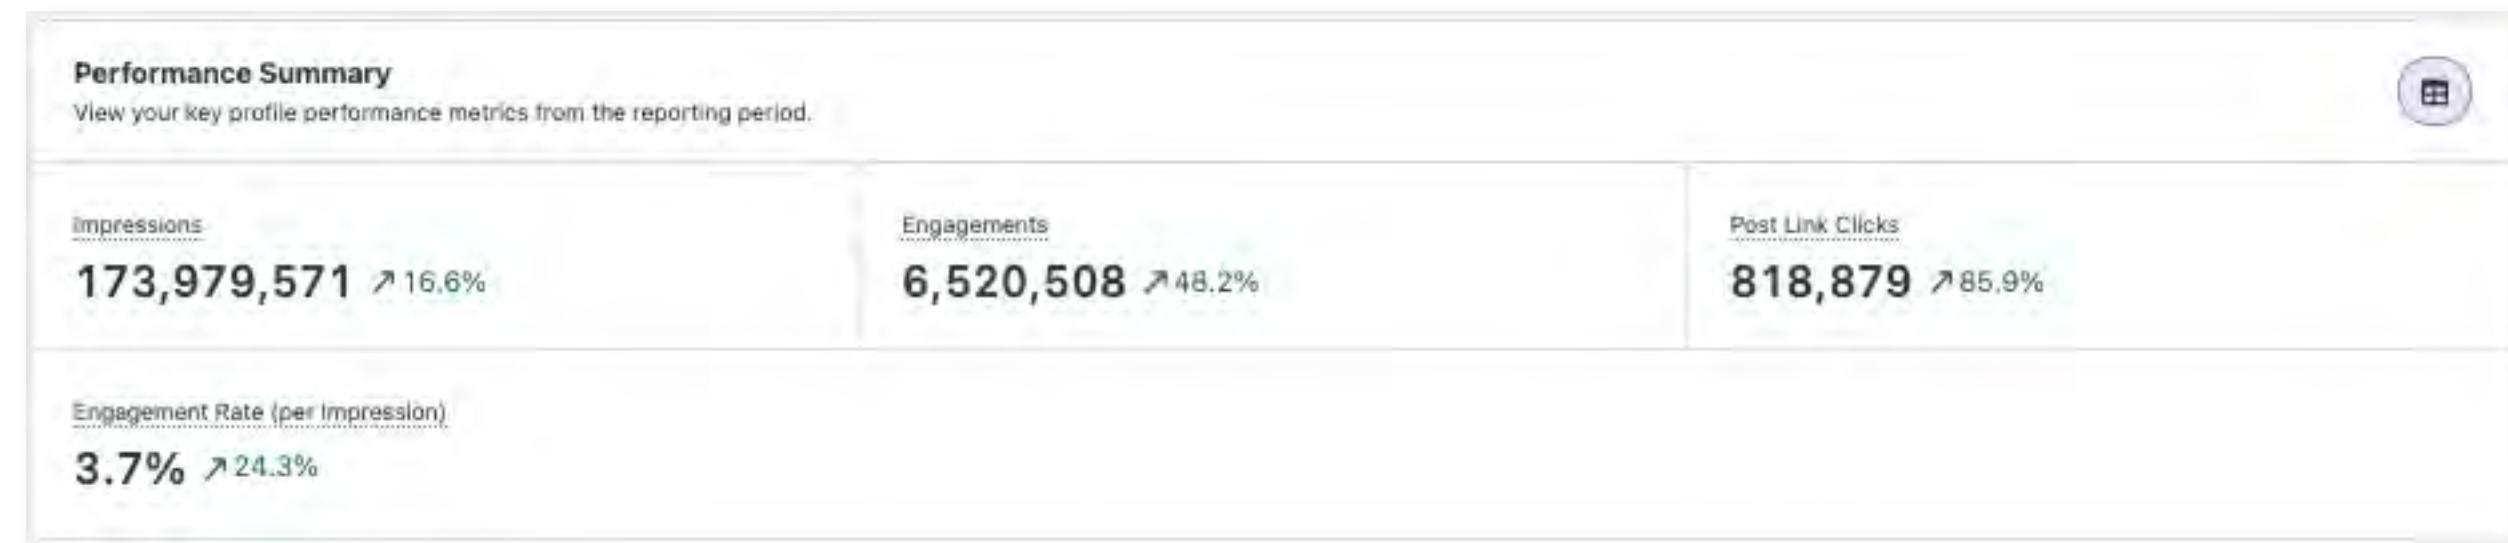 Performance Summary
View your key profile performance metrics from the reporting period.
Impressions
173,979,571 ↗ 16.6%
Engagements
6,520,508 ↗ 48.2%
Post Link Clicks
818,879 ↗ 85.9%
Engagement Rate (per Impression)
3.7% ↗ 24.3%